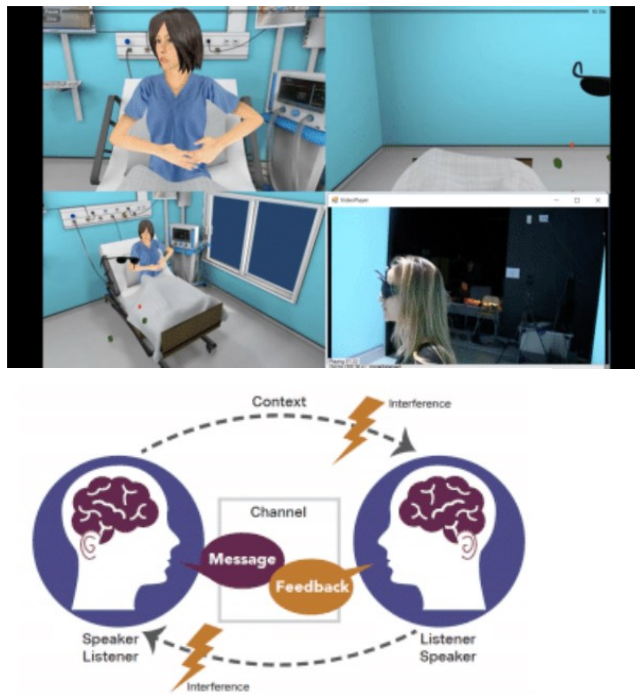 VideoPlayer
Context
Interference
Channel
Message
Feedback
Speaker
Listener
Listener
Speaker
Interference